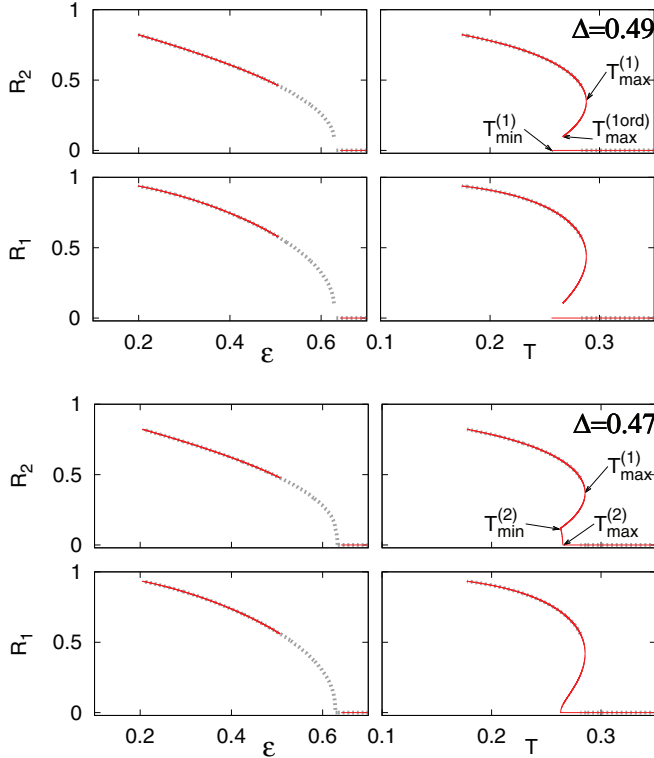 1
Δ=0.49
R2
0.5
T(1)max
T(1)min
T(1ord)max
0
1
R1
0.5
0
0.2 0.4 0.6 0.1 0.2 0.3
ε T
1
Δ=0.47
R2
0.5
T(1)max
T(2)min T(2)max
0
1
R1
0.5
0
0.2 0.4 0.6 0.1 0.2 0.3
ε T